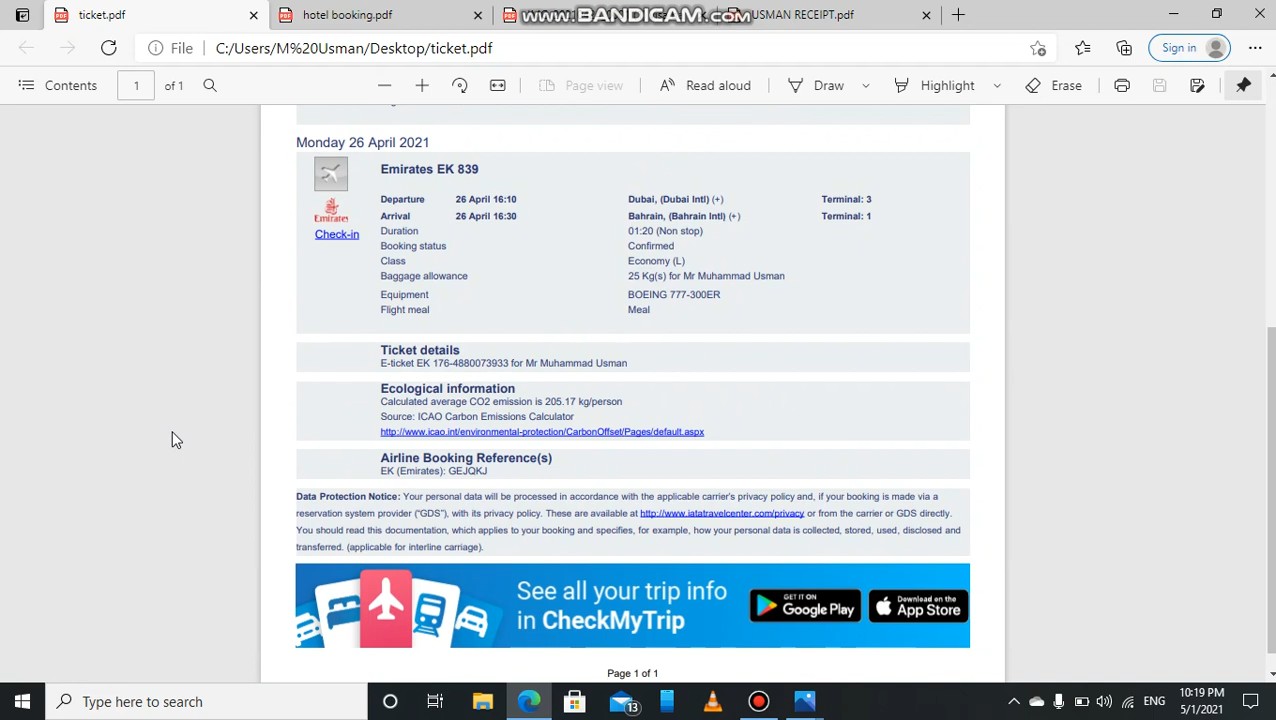 ticket.pdf
hotel booking.pdf
www.BANDICAM.com
USMAN RECEIPT.pdf
File C:/Users/M%20Usman/Desktop/ticket.pdf
Sign in
Contents 1 of 1 Page view Read aloud Draw Highlight Erase
Monday 26 April 2021
Emirates EK 839
Departure 26 April 16:10 Dubai, (Dubai Intl) (+) Terminal: 3
Emirates
Arrival 26 April 16:30 Bahrain, (Bahrain Intl) (+) Terminal: 1
Check-in
Duration 01:20 (Non stop)
Booking status Confirmed
Class Economy (L)
Baggage allowance 25 Kg(s) for Mr Muhammad Usman
Equipment BOEING 777-300ER
Flight meal Meal
Ticket details
E-ticket EK 176-4880073933 for Mr Muhammad Usman
Ecological information
Calculated average CO2 emission is 205.17 kg/person
Source: ICAO Carbon Emissions Calculator
http://www.icao.int/environmental-protection/CarbonOffset/Pages/default.aspx
Airline Booking Reference(s)
EK (Emirates): GEJQKJ
Data Protection Notice: Your personal data will be processed in accordance with the applicable carrier's privacy policy and, if your booking is made via a
reservation system provider ("GDS"), with its privacy policy. These are available at http://www.iatatravelcenter.com/privacy or from the carrier or GDS directly.
You should read this documentation, which applies to your booking and specifies, for example, how your personal data is collected, stored, used, disclosed and
transferred. (applicable for interline carriage).
See all your trip info
in CheckMyTrip
GET IT ON
Google Play
Download on the
App Store
Page 1 of 1
Type here to search
13
ENG
10:19 PM
5/1/2021